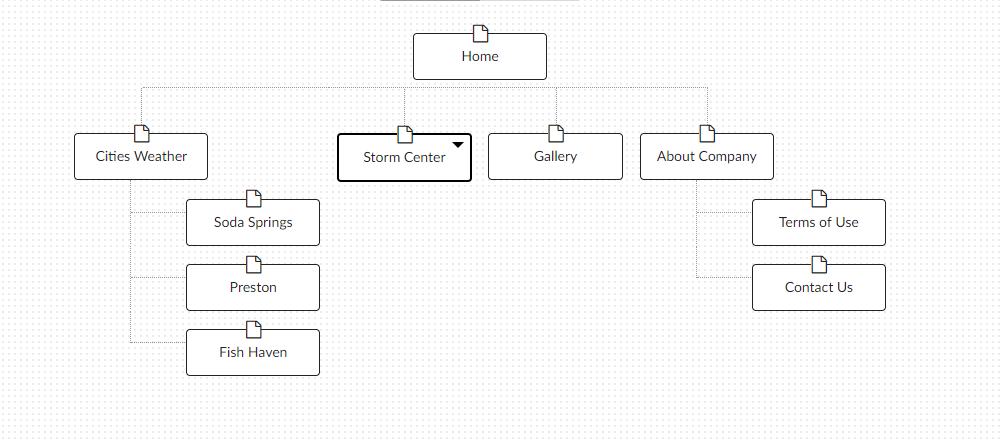 Home
Cities Weather
Storm Center
Gallery
About Company
Soda Springs
Terms of Use
Preston
Contact Us
Fish Haven